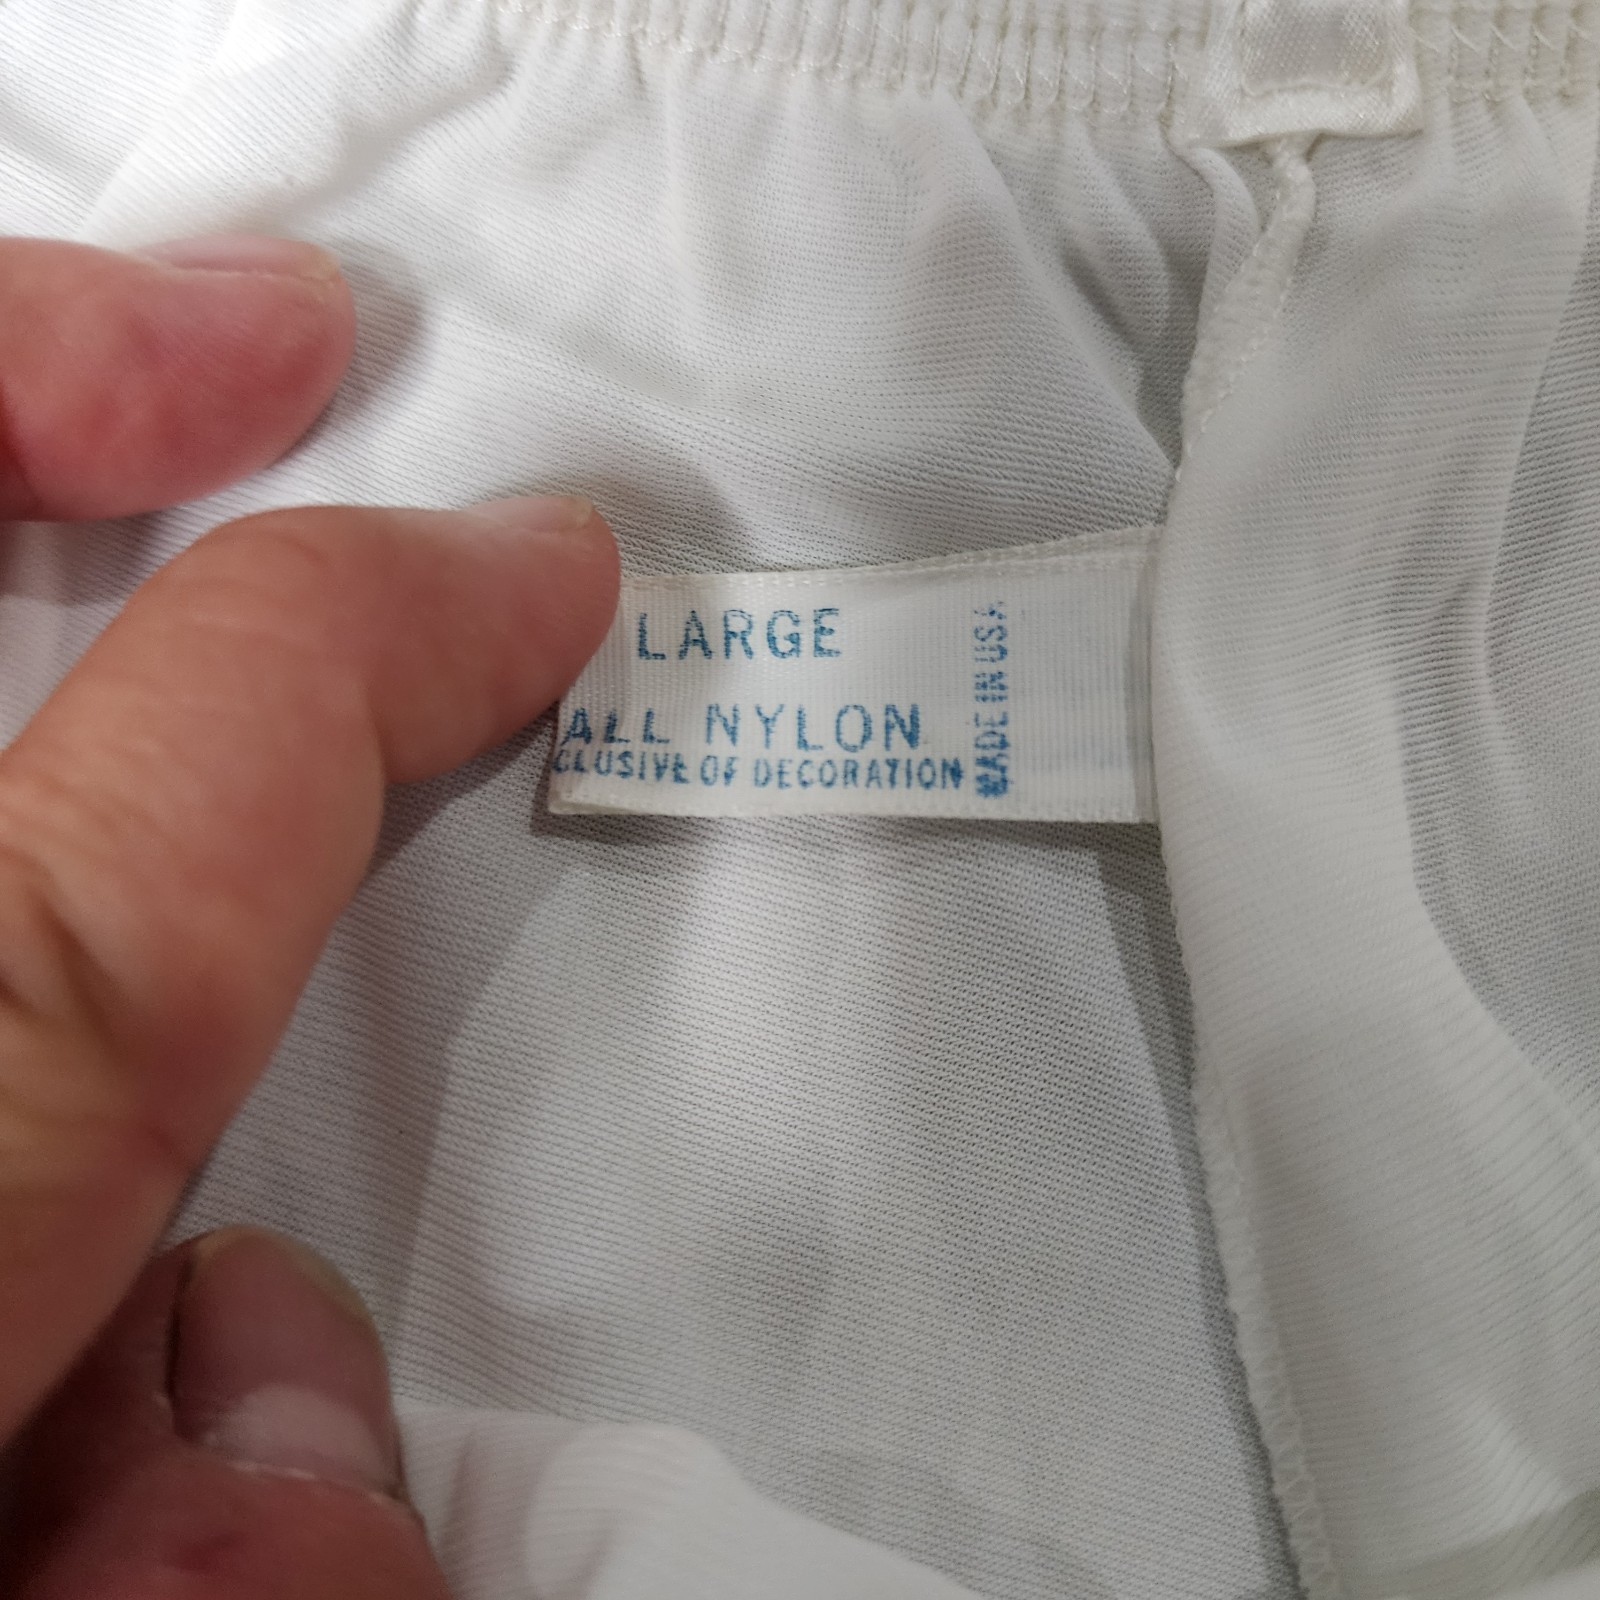 LARGE
ALL NYLON
CLUSIVE OF DECORATION
MADE IN USA